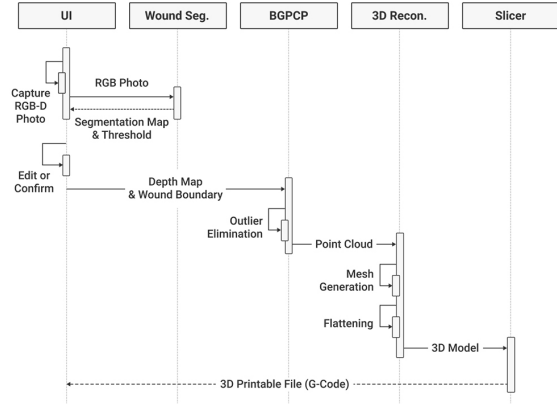 UI
Wound Seg.
BGPCP
3D Recon.
Slicer
Capture
RGB-D
Photo
RGB Photo
Segmentation Map
& Threshold
Edit or
Confirm
Depth Map
& Wound Boundary
Outlier
Elimination
Point Cloud
Mesh
Generation
Flattening
3D Model
3D Printable File (G-Code)